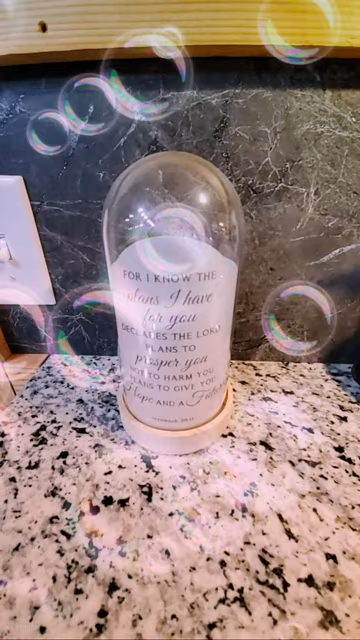 FOR I KNOW THE
plans I have
for you
DECLARES THE LORD
PLANS TO
prosper you
NOT TO HARM YOU
PLANS TO GIVE YOU
Hope AND A Future